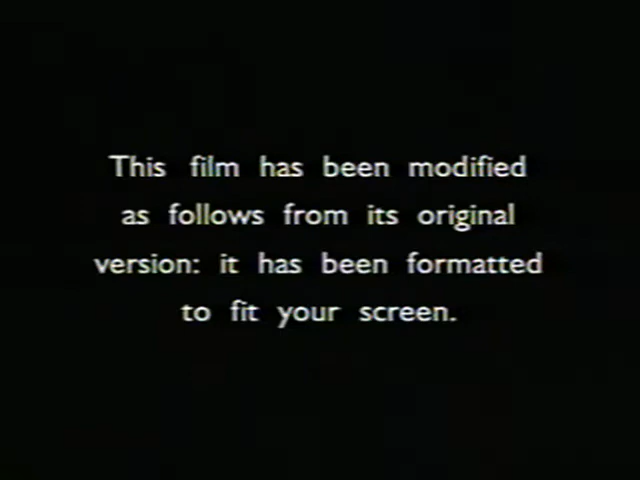 This film has been modified
as follows from its original
version: it has been formatted
to fit your screen.